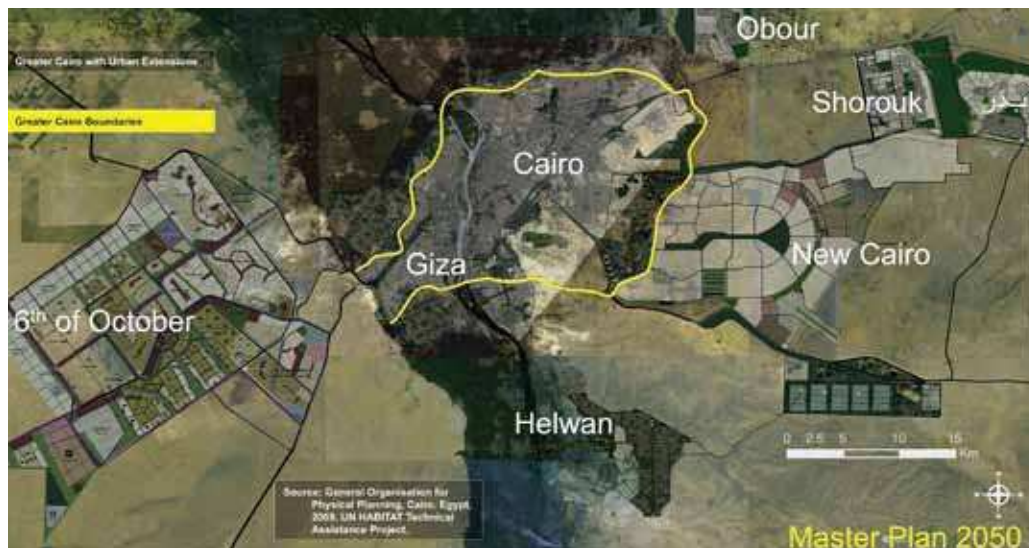 Obour
Greater Cairo with Urban Extensions
Shorouk
بدر
Greater Cairo Boundaries
Cairo
New Cairo
Giza
6th of October
Helwan
0 2.5 5 10 15
Km
Source: General Organisation for
Physical Planning, Cairo, Egypt,
2009. UN HABITAT Technical
Assistance Project.
Master Plan 2050